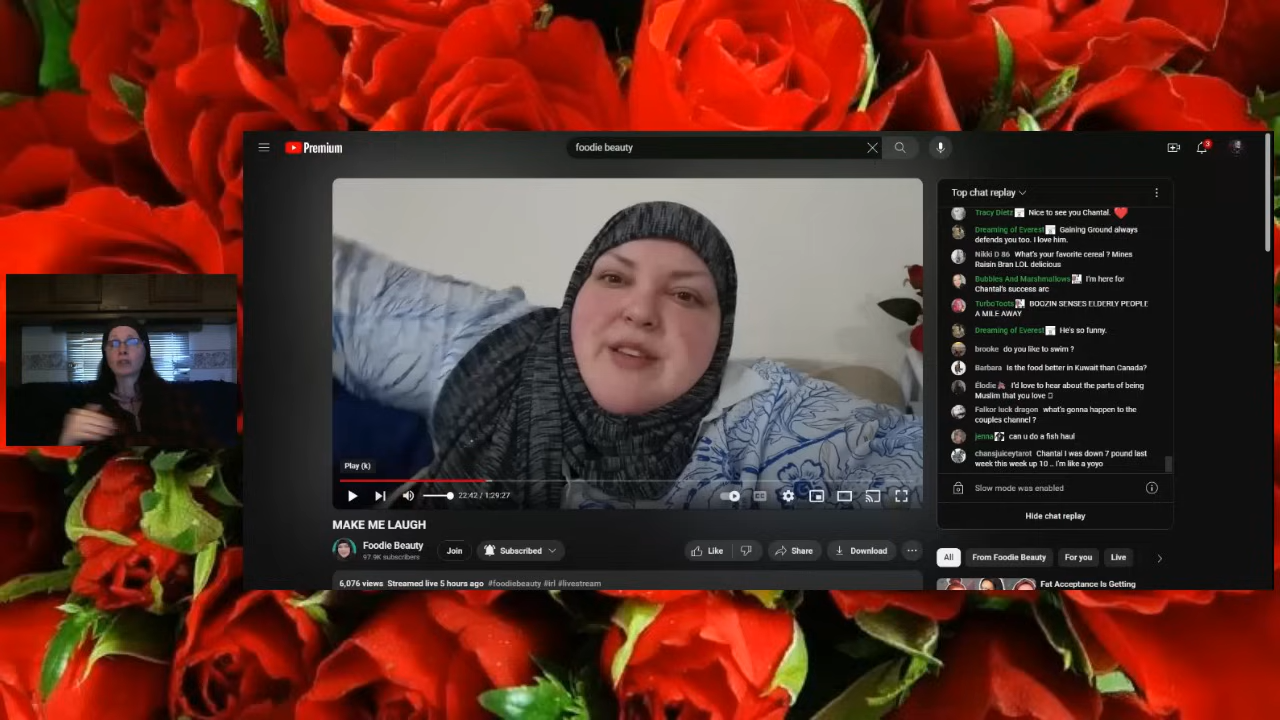 Premium
foodie beauty
3
Top chat replay
Tracy Dietz Nice to see you Chantal. ❤️
Dreaming of Everest Gaining Ground always
defends you too. I love him.
Nikki D 86 What's your favorite cereal ? Mines
Raisin Bran LOL delicious
Bubbles And Marshmallows I'm here for
Chantal's success arc
TurboToots BOOZIN SENSES ELDERLY PEOPLE
A MILE AWAY
Dreaming of Everest He's so funny.
brooke do you like to swim ?
Barbara Is the food better in Kuwait than Canada?
Élodie I'd love to hear about the parts of being
Muslim that you love
Falkor luck dragon what's gonna happen to the
couples channel ?
jenna can u do a fish haul
chansjuiceytarot Chantal I was down 7 pound last
week this week up 10 .. I'm like a yoyo
Slow mode was enabled
Hide chat replay
Play (k)
22:42 / 1:29:27
CC
MAKE ME LAUGH
Foodie Beauty
97.9K subscribers
Join
Subscribed
Like
Share
Download
6,076 views Streamed live 5 hours ago #foodiebeauty #irl #livestream
All
From Foodie Beauty
For you
Live
Fat Acceptance Is Getting